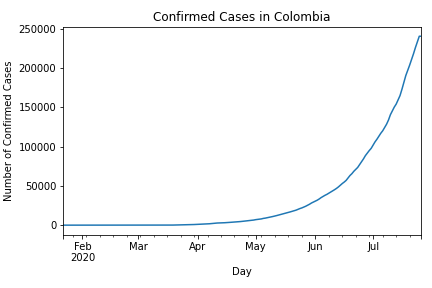 Confirmed Cases in Colombia
Number of Confirmed Cases
250000
200000
150000
100000
50000
0
Feb Mar Apr May Jun Jul
2020
Day